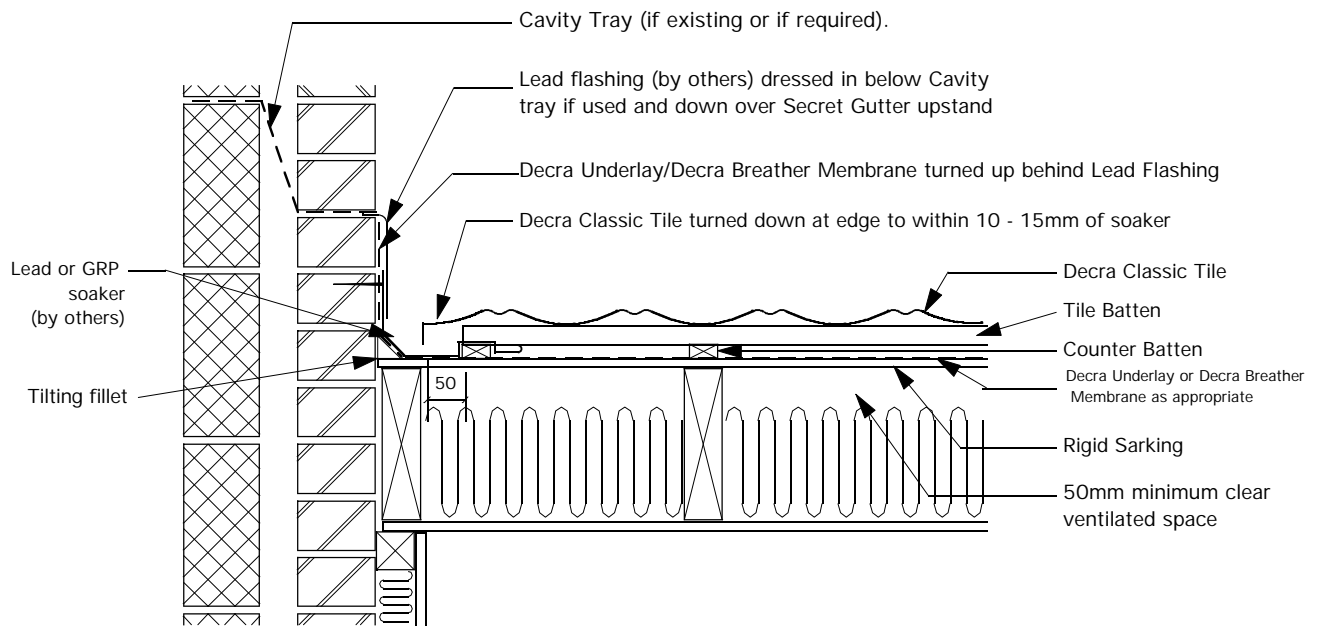 Cavity Tray (if existing or if required).
Lead flashing (by others) dressed in below Cavity
tray if used and down over Secret Gutter upstand
Decra Underlay/Decra Breather Membrane turned up behind Lead Flashing
Decra Classic Tile turned down at edge to within 10 - 15mm of soaker
Lead or GRP
soaker
(by others)
Tilting fillet
50
Decra Classic Tile
Tile Batten
Counter Batten
Decra Underlay or Decra Breather
Membrane as appropriate
Rigid Sarking
50mm minimum clear
ventilated space